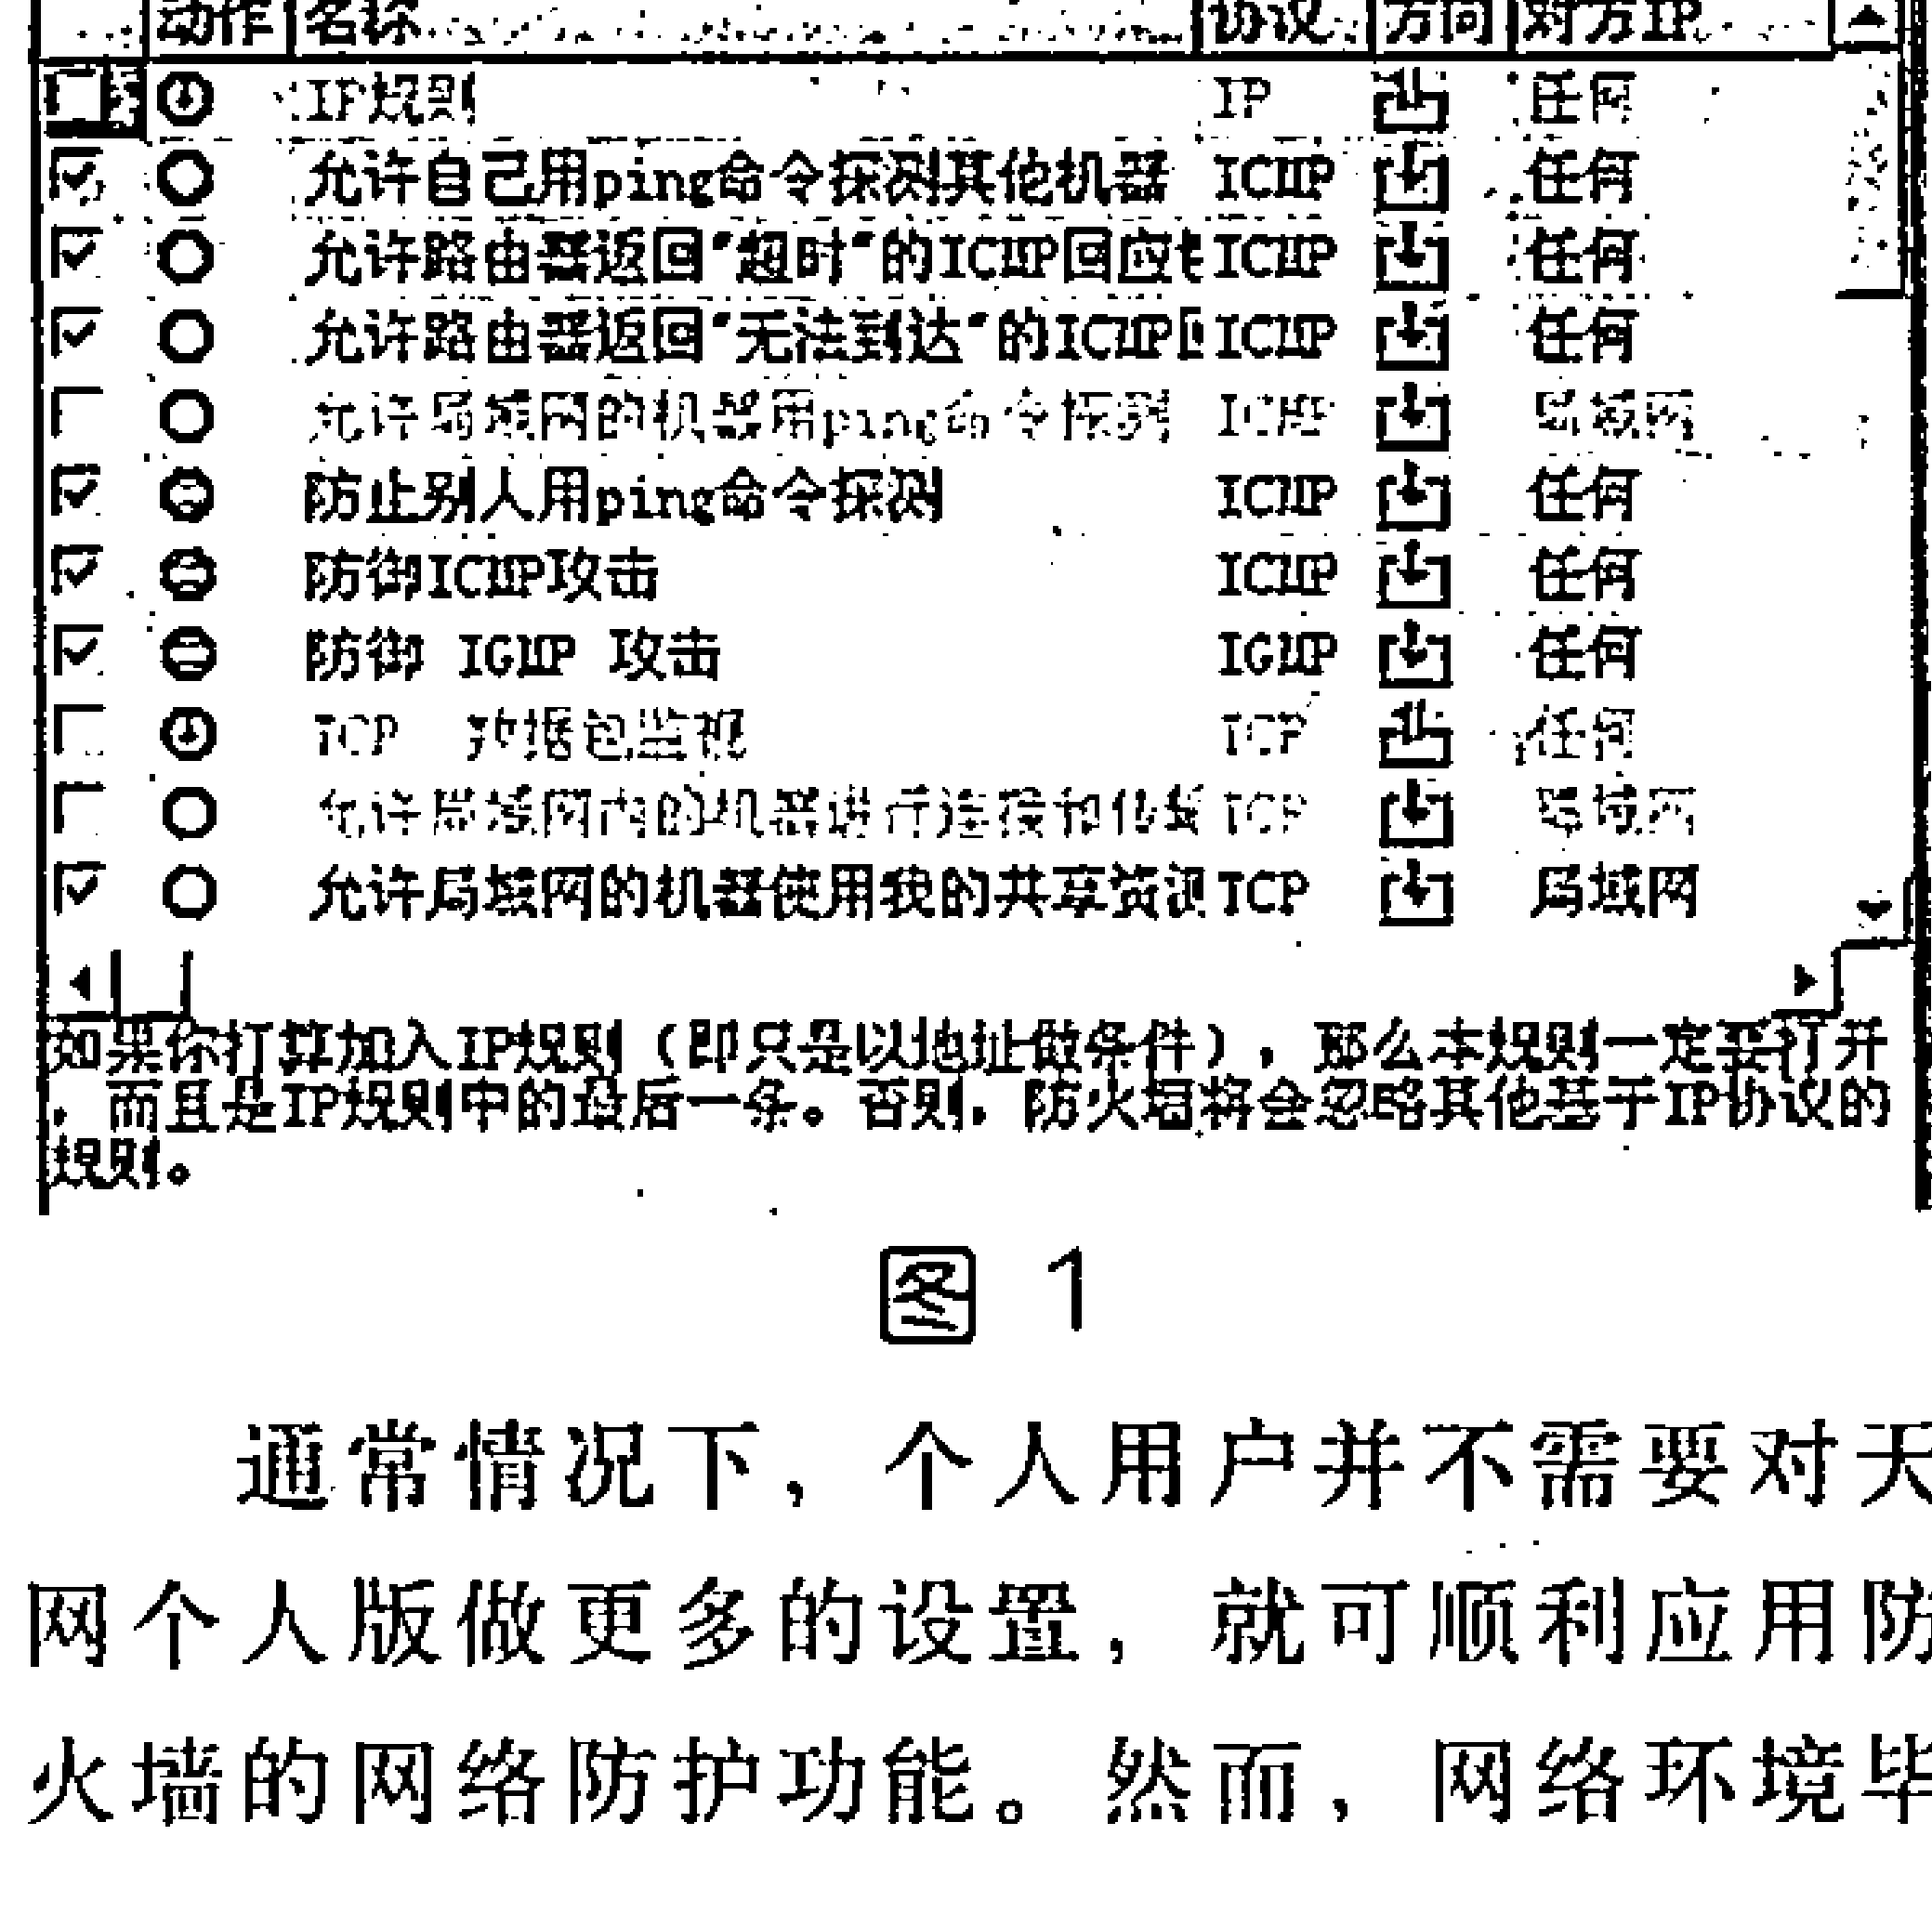 动作 名称 协议 方向 对方IP
IP规则 IP 任何
允许自己用ping命令探测其他机器 ICMP 任何
允许路由器返回"超时"的ICMP回应 ICMP 任何
允许路由器返回"无法到达"的ICMP ICMP 任何
允许局域网的机器用ping命令探测 ICMP 局域网
防止别人用ping命令探测 ICMP 任何
防御ICMP攻击 ICMP 任何
防御 IGMP 攻击 IGMP 任何
TCP 数据包监视 TCP 任何
允许局域网内的机器进行连接和传输 TCP 局域网
允许局域网的机器使用我的共享资源 TCP 局域网
如果你打算加入IP规则（即只是以地址做条件），那么本规则一定要打开
，而且是IP规则中的最后一条。否则，防火墙将会忽略其他基于IP协议的
规则。
图 1
通常情况下，个人用户并不需要对天
网个人版做更多的设置，就可顺利应用防
火墙的网络防护功能。然而，网络环境毕